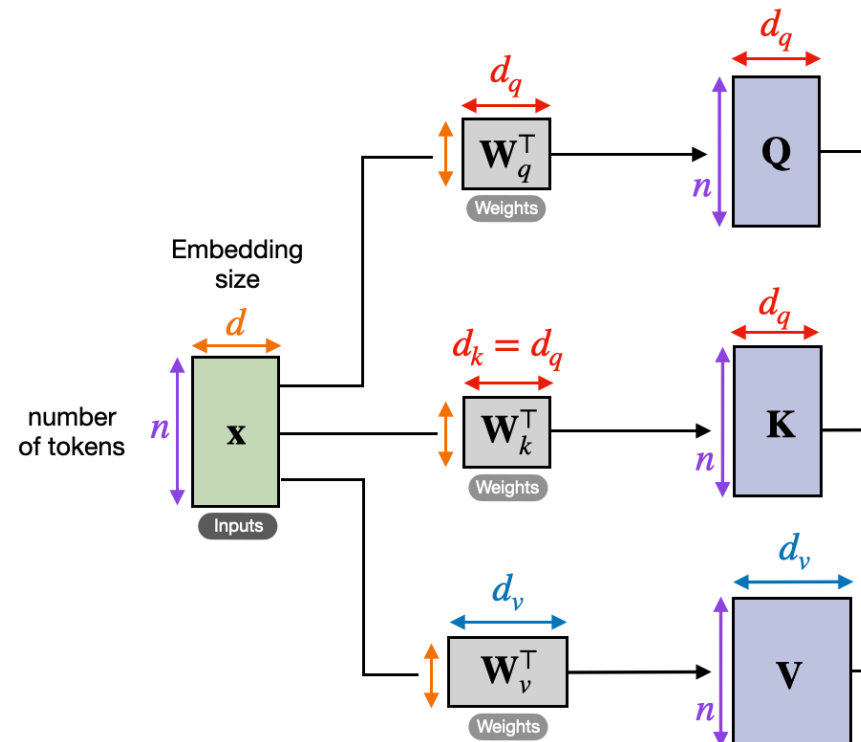 d_q
d_q
W_q^⊤
Q
n
Weights
Embedding
size
d
d_k = d_q
d_q
number
of tokens
n
x
W_k^⊤
K
n
Weights
Inputs
d_v
d_v
W_v^⊤
V
n
Weights